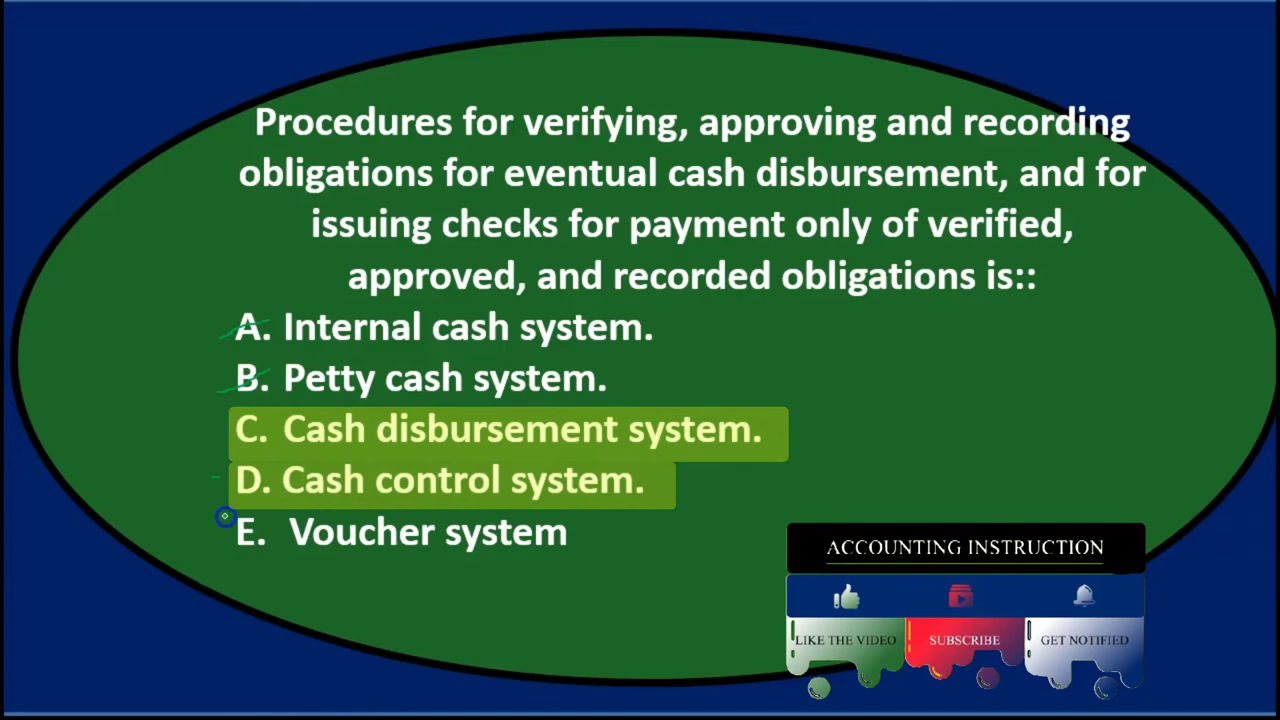 Procedures for verifying, approving and recording
obligations for eventual cash disbursement, and for
issuing checks for payment only of verified,
approved, and recorded obligations is::
A. Internal cash system.
B. Petty cash system.
C. Cash disbursement system.
D. Cash control system.
E. Voucher system
ACCOUNTING INSTRUCTION
LIKE THE VIDEO SUBSCRIBE GET NOTIFIED